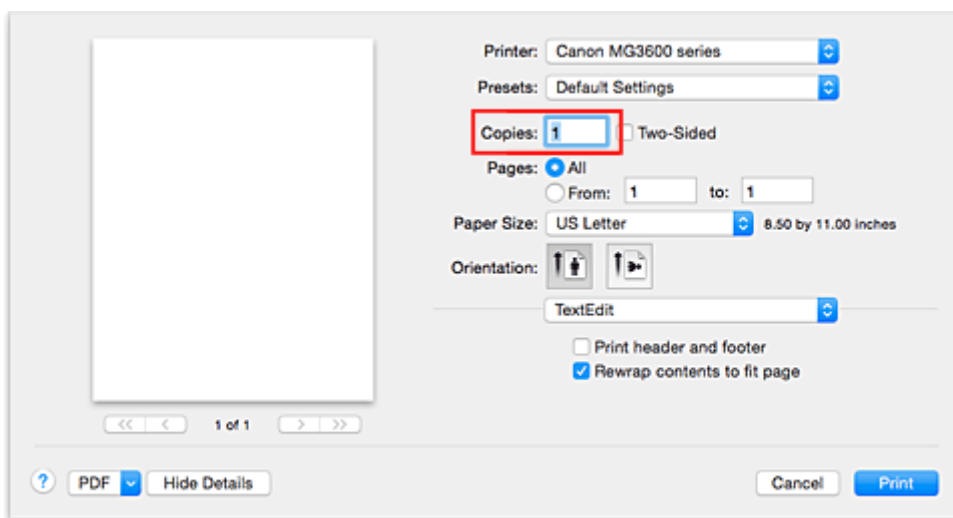 Printer: Canon MG3600 series
Presets: Default Settings
Copies: 1 Two-Sided
Pages: All
From: 1 to: 1
Paper Size: US Letter 8.50 by 11.00 inches
Orientation:
TextEdit
Print header and footer
Rewrap contents to fit page
<< < 1 of 1 > >>
? PDF Hide Details Cancel Print